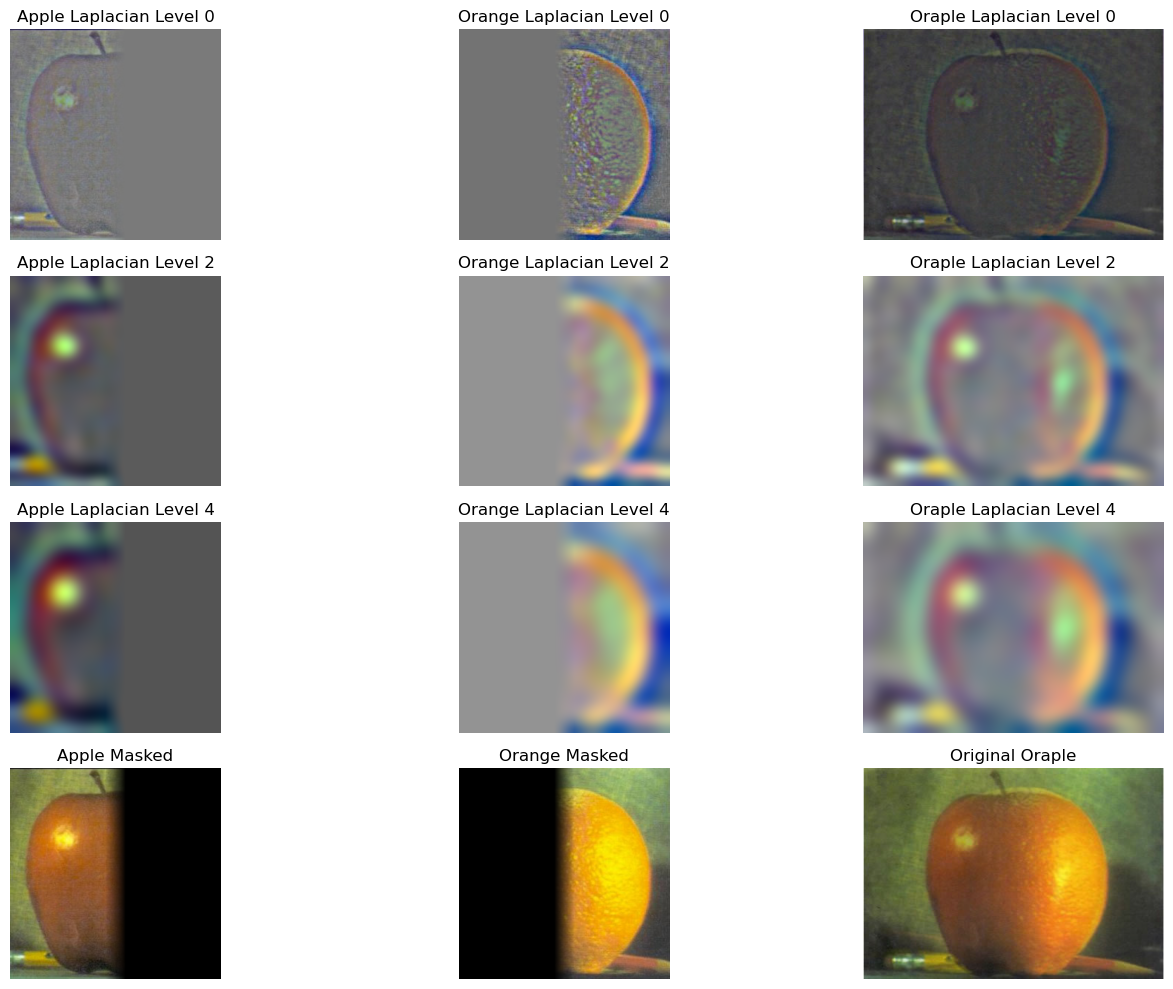 Apple Laplacian Level 0
Orange Laplacian Level 0
Oraple Laplacian Level 0
Apple Laplacian Level 2
Orange Laplacian Level 2
Oraple Laplacian Level 2
Apple Laplacian Level 4
Orange Laplacian Level 4
Oraple Laplacian Level 4
Apple Masked
Orange Masked
Original Oraple